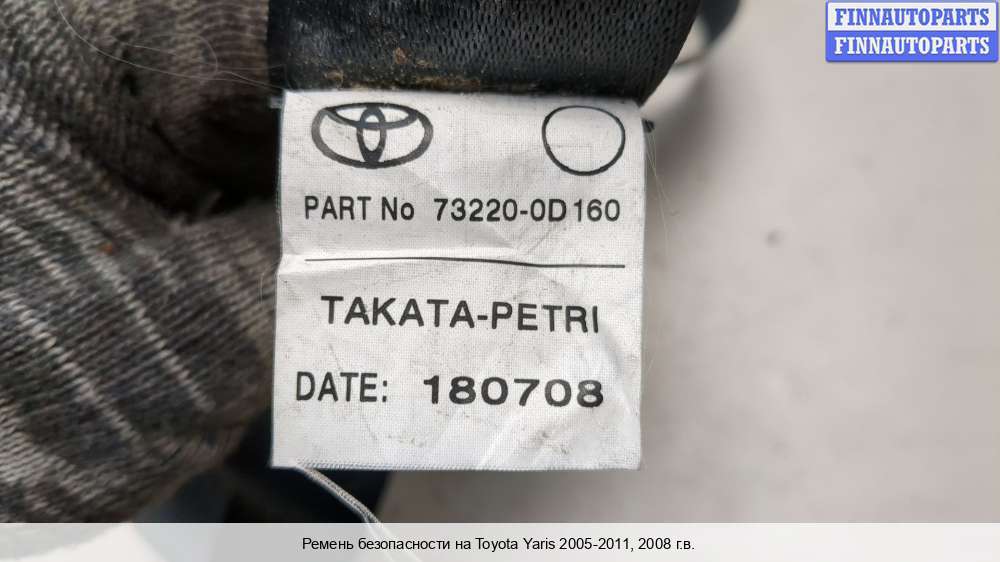 FINNAUTOPARTS
FINNAUTOPARTS
PART No 73220-0D160
TAKATA-PETRI
DATE: 180708
Ремень безопасности на Toyota Yaris 2005-2011, 2008 г.в.